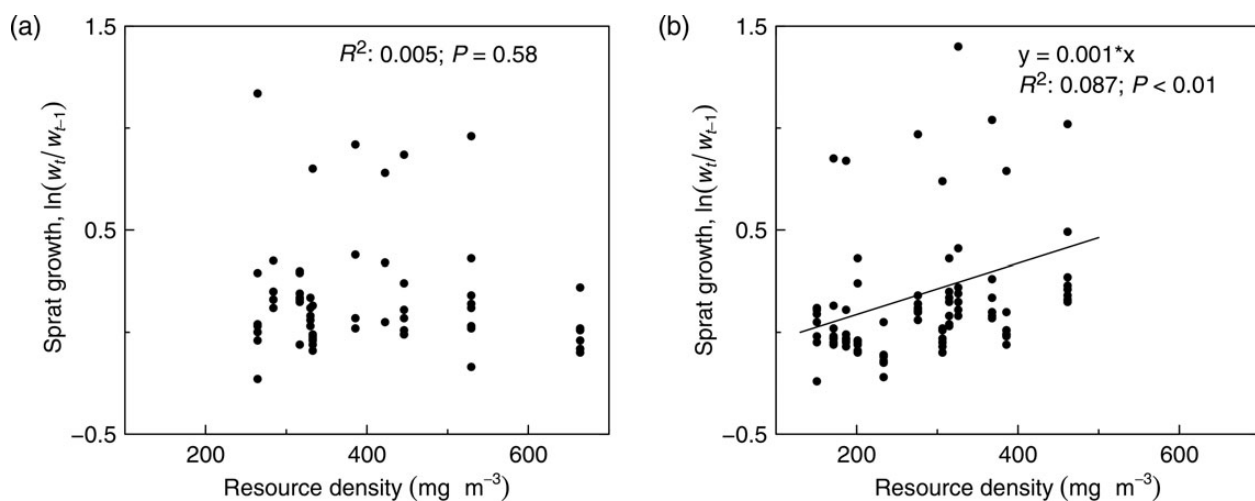 (a)
R²: 0.005; P = 0.58
1.5
0.5
−0.5
Sprat growth, ln(wₜ/wₜ₋₁)
200 400 600
Resource density (mg m⁻³)
(b)
y = 0.001*x
R²: 0.087; P < 0.01
1.5
0.5
−0.5
Sprat growth, ln(wₜ/wₜ₋₁)
200 400 600
Resource density (mg m⁻³)